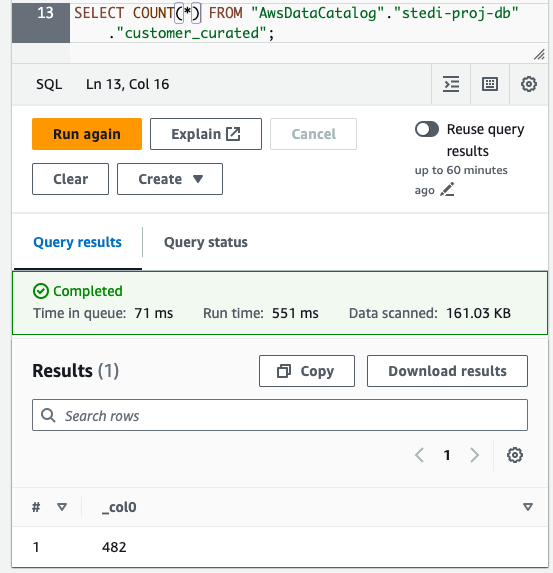 13 SELECT COUNT(*) FROM "AwsDataCatalog"."stedi-proj-db"
."customer_curated";
SQL Ln 13, Col 16
Run again Explain Cancel
Reuse query
results
up to 60 minutes
ago
Clear Create
Query results Query status
Completed
Time in queue: 71 ms Run time: 551 ms Data scanned: 161.03 KB
Results (1) Copy Download results
Search rows
1
# _col0
1 482